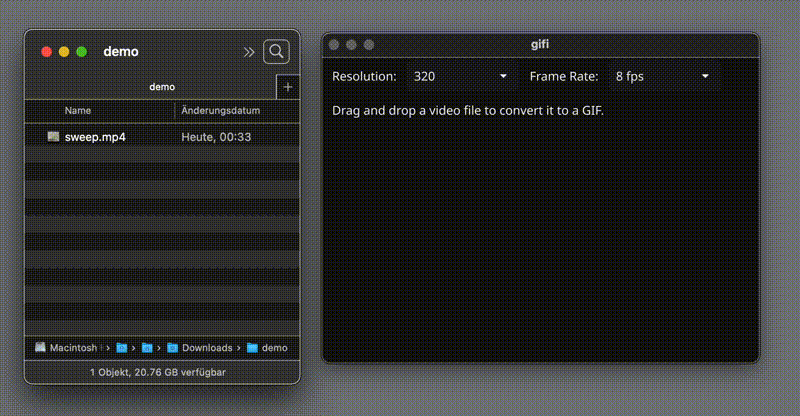 demo
demo
Name Änderungsdatum
sweep.mp4 Heute, 00:33
Macintosh › › › Downloads › demo
1 Objekt, 20.76 GB verfügbar
gifi
Resolution: 320 Frame Rate: 8 fps
Drag and drop a video file to convert it to a GIF.